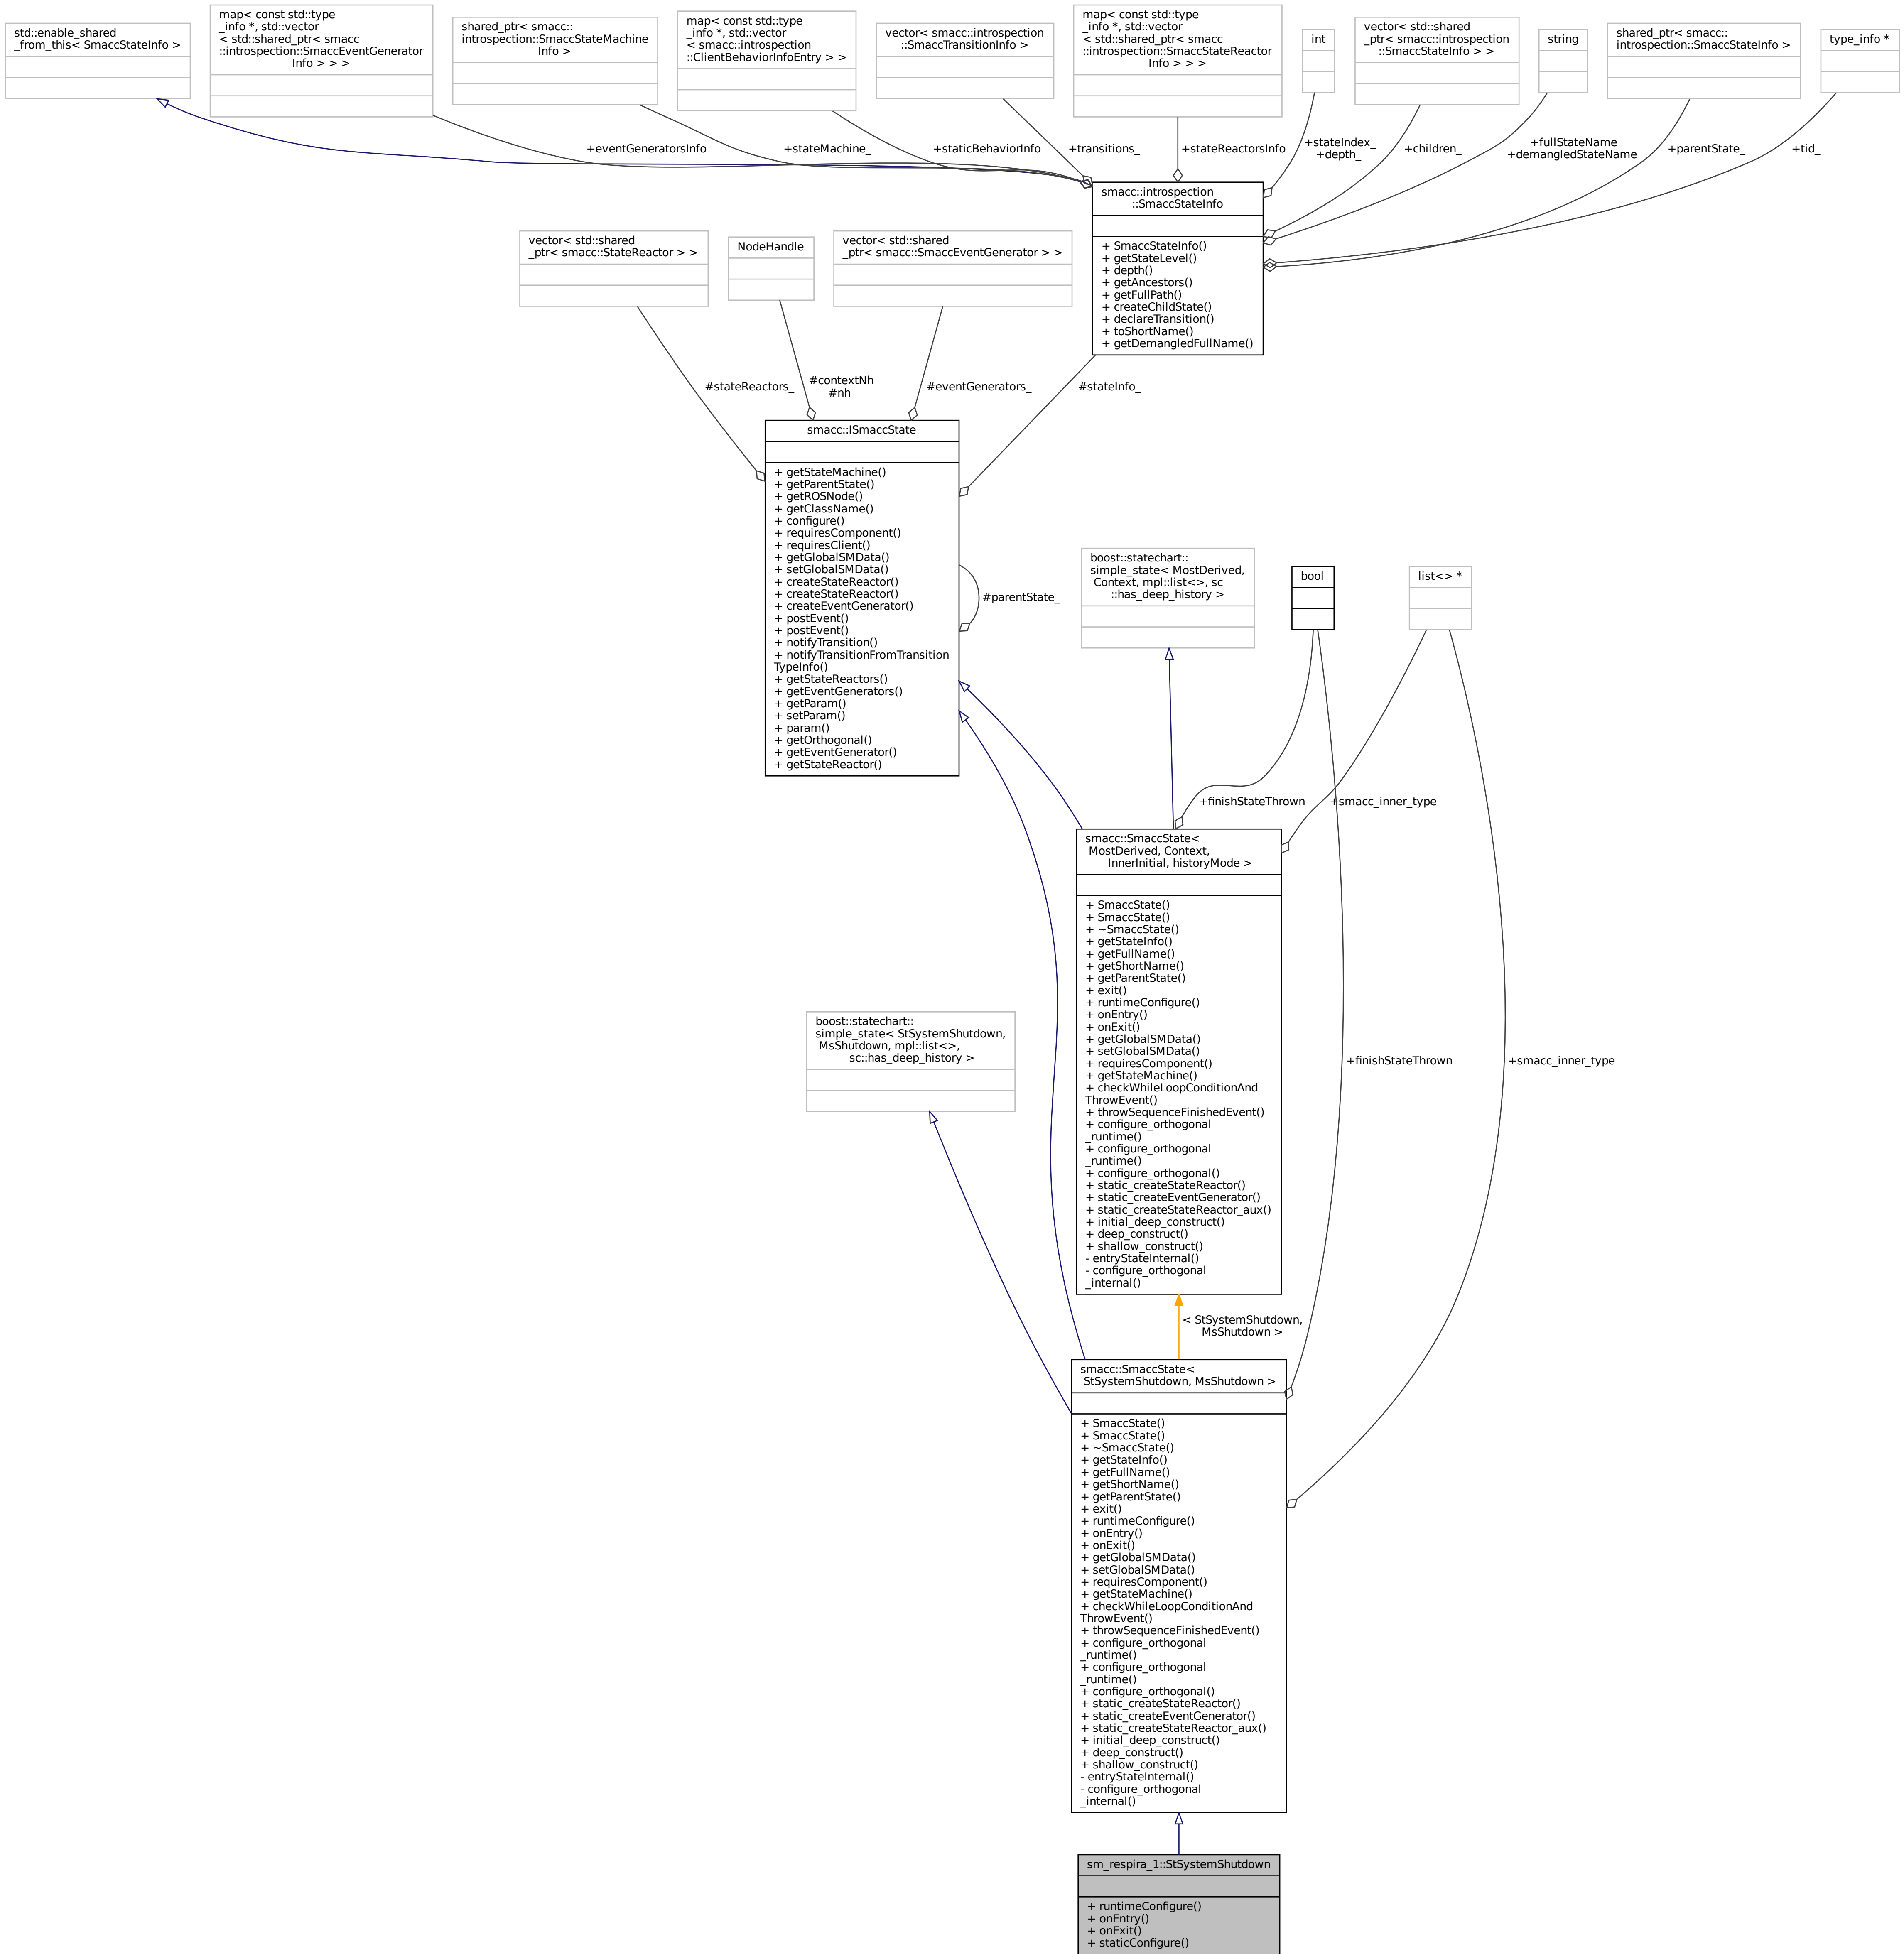 std::enable_shared
_from_this< SmaccStateInfo >
map< const std::type
_info *, std::vector
< std::shared_ptr< smacc
::introspection::SmaccEventGenerator
Info > > >
shared_ptr< smacc::
introspection::SmaccStateMachine
Info >
map< const std::type
_info *, std::vector
< smacc::introspection
::ClientBehaviorInfoEntry > >
vector< smacc::introspection
::SmaccTransitionInfo >
map< const std::type
_info *, std::vector
< std::shared_ptr< smacc
::introspection::SmaccStateReactor
Info > > >
int
vector< std::shared
_ptr< smacc::introspection
::SmaccStateInfo > >
string
shared_ptr< smacc::
introspection::SmaccStateInfo >
type_info *
+eventGeneratorsInfo
+stateMachine_
+staticBehaviorInfo
+transitions_
+stateReactorsInfo
+stateIndex_
+depth_
+children_
+fullStateName
+demangledStateName
+parentState_
+tid_
smacc::introspection
::SmaccStateInfo
+ SmaccStateInfo()
+ getStateLevel()
+ depth()
+ getAncestors()
+ getFullPath()
+ createChildState()
+ declareTransition()
+ toShortName()
+ getDemangledFullName()
vector< std::shared
_ptr< smacc::StateReactor > >
NodeHandle
vector< std::shared
_ptr< smacc::SmaccEventGenerator > >
#stateReactors_
#contextNh
#nh
#eventGenerators_
#stateInfo_
smacc::ISmaccState
+ getStateMachine()
+ getParentState()
+ getROSNode()
+ getClassName()
+ configure()
+ requiresComponent()
+ requiresClient()
+ getGlobalSMData()
+ setGlobalSMData()
+ createStateReactor()
+ createStateReactor()
+ createEventGenerator()
+ postEvent()
+ postEvent()
+ notifyTransition()
+ notifyTransitionFromTransition
TypeInfo()
+ getStateReactors()
+ getEventGenerators()
+ getParam()
+ setParam()
+ param()
+ getOrthogonal()
+ getEventGenerator()
+ getStateReactor()
#parentState_
boost::statechart::
simple_state< MostDerived,
Context, mpl::list<>, sc
::has_deep_history >
bool
list<> *
+finishStateThrown
+smacc_inner_type
smacc::SmaccState<
MostDerived, Context,
InnerInitial, historyMode >
+ SmaccState()
+ SmaccState()
+ ~SmaccState()
+ getStateInfo()
+ getFullName()
+ getShortName()
+ getParentState()
+ exit()
+ runtimeConfigure()
+ onEntry()
+ onExit()
+ getGlobalSMData()
+ setGlobalSMData()
+ requiresComponent()
+ getStateMachine()
+ checkWhileLoopConditionAnd
ThrowEvent()
+ throwSequenceFinishedEvent()
+ configure_orthogonal
_runtime()
+ configure_orthogonal
_runtime()
+ configure_orthogonal()
+ static_createStateReactor()
+ static_createEventGenerator()
+ static_createStateReactor_aux()
+ initial_deep_construct()
+ deep_construct()
+ shallow_construct()
- entryStateInternal()
- configure_orthogonal
_internal()
boost::statechart::
simple_state< StSystemShutdown,
MsShutdown, mpl::list<>,
sc::has_deep_history >
+finishStateThrown
+smacc_inner_type
< StSystemShutdown,
MsShutdown >
smacc::SmaccState<
StSystemShutdown, MsShutdown >
+ SmaccState()
+ SmaccState()
+ ~SmaccState()
+ getStateInfo()
+ getFullName()
+ getShortName()
+ getParentState()
+ exit()
+ runtimeConfigure()
+ onEntry()
+ onExit()
+ getGlobalSMData()
+ setGlobalSMData()
+ requiresComponent()
+ getStateMachine()
+ checkWhileLoopConditionAnd
ThrowEvent()
+ throwSequenceFinishedEvent()
+ configure_orthogonal
_runtime()
+ configure_orthogonal
_runtime()
+ configure_orthogonal()
+ static_createStateReactor()
+ static_createEventGenerator()
+ static_createStateReactor_aux()
+ initial_deep_construct()
+ deep_construct()
+ shallow_construct()
- entryStateInternal()
- configure_orthogonal
_internal()
sm_respira_1::StSystemShutdown
+ runtimeConfigure()
+ onEntry()
+ onExit()
+ staticConfigure()